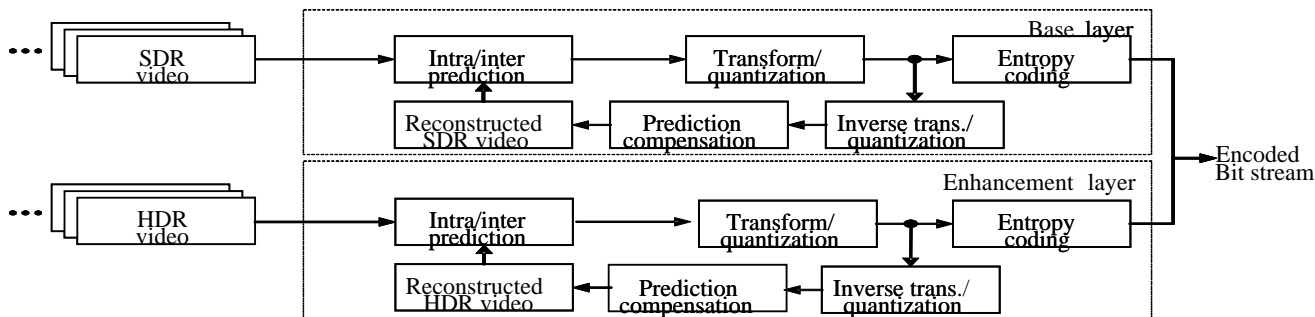 Base layer
SDR
video
Intra/inter
prediction
Transform/
quantization
Entropy
coding
Reconstructed
SDR video
Prediction
compensation
Inverse trans./
quantization
Encoded
Bit stream
Enhancement layer
HDR
video
Intra/inter
prediction
Transform/
quantization
Entropy
coding
Reconstructed
HDR video
Prediction
compensation
Inverse trans./
quantization